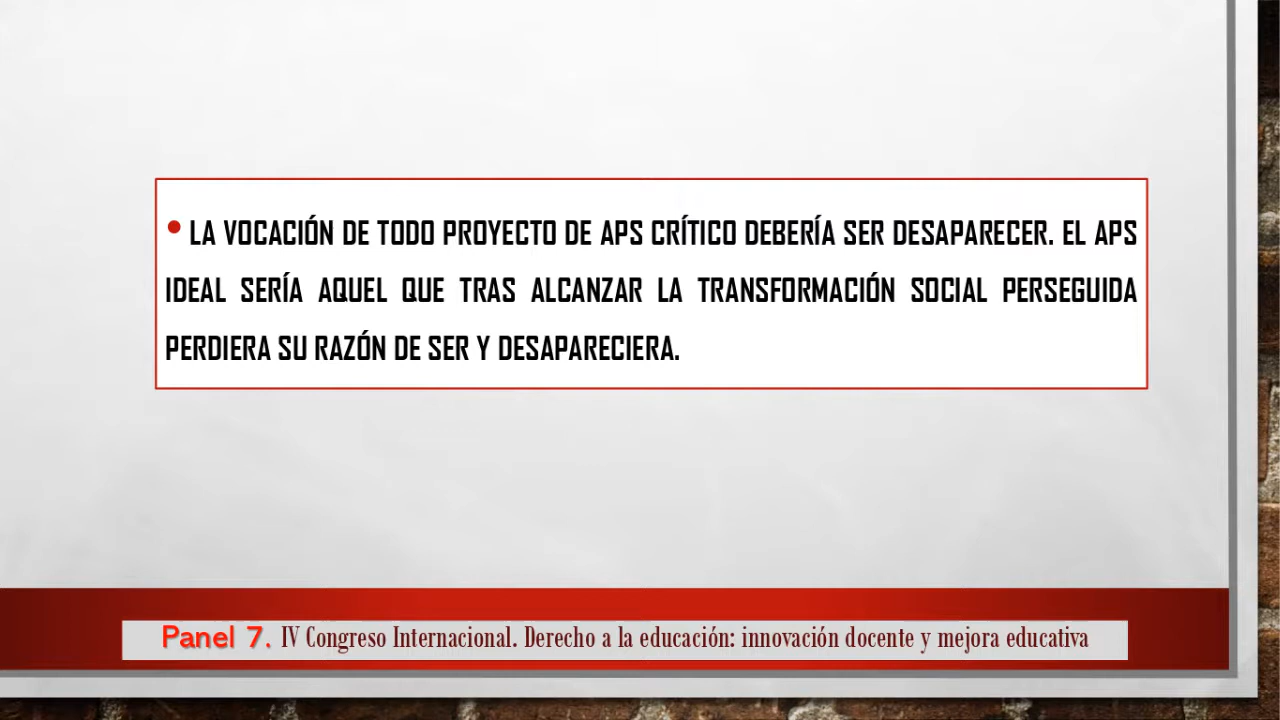 • LA VOCACIÓN DE TODO PROYECTO DE APS CRÍTICO DEBERÍA SER DESAPARECER. EL APS
IDEAL SERÍA AQUEL QUE TRAS ALCANZAR LA TRANSFORMACIÓN SOCIAL PERSEGUIDA
PERDIERA SU RAZÓN DE SER Y DESAPARECIERA.
Panel 7. IV Congreso Internacional. Derecho a la educación: innovación docente y mejora educativa